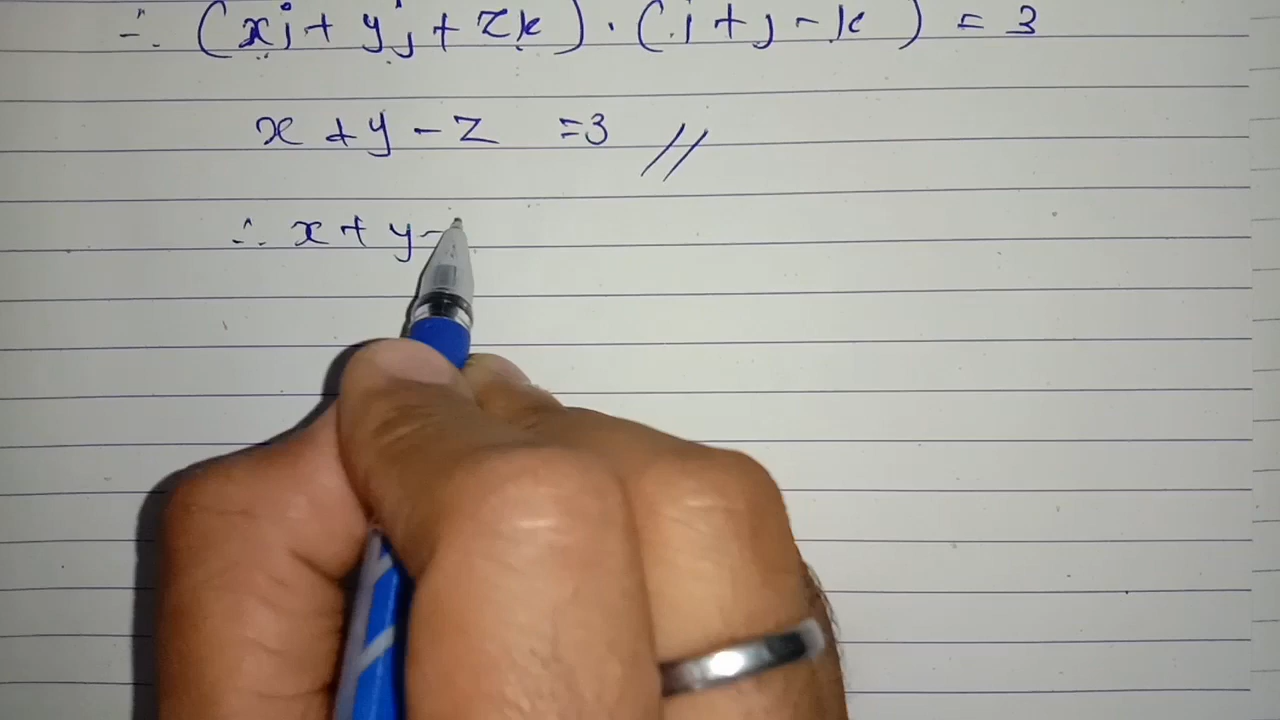 ∴ (xi + yj + zk) · (i + j - k) = 3
x + y - z = 3 //
∴ x + y -